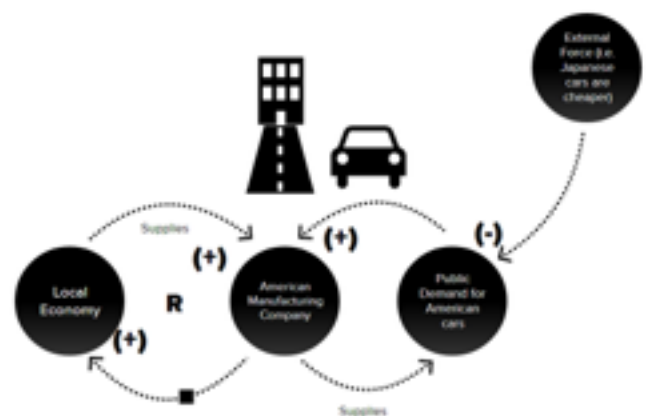 External
Force (i.e.
Japanese
cars are
cheaper)
Supplies
(+)
(+)
(-)
Local
Economy
(+)
R
American
Manufacturing
Company
Public
Demand for
American
cars
Supplies